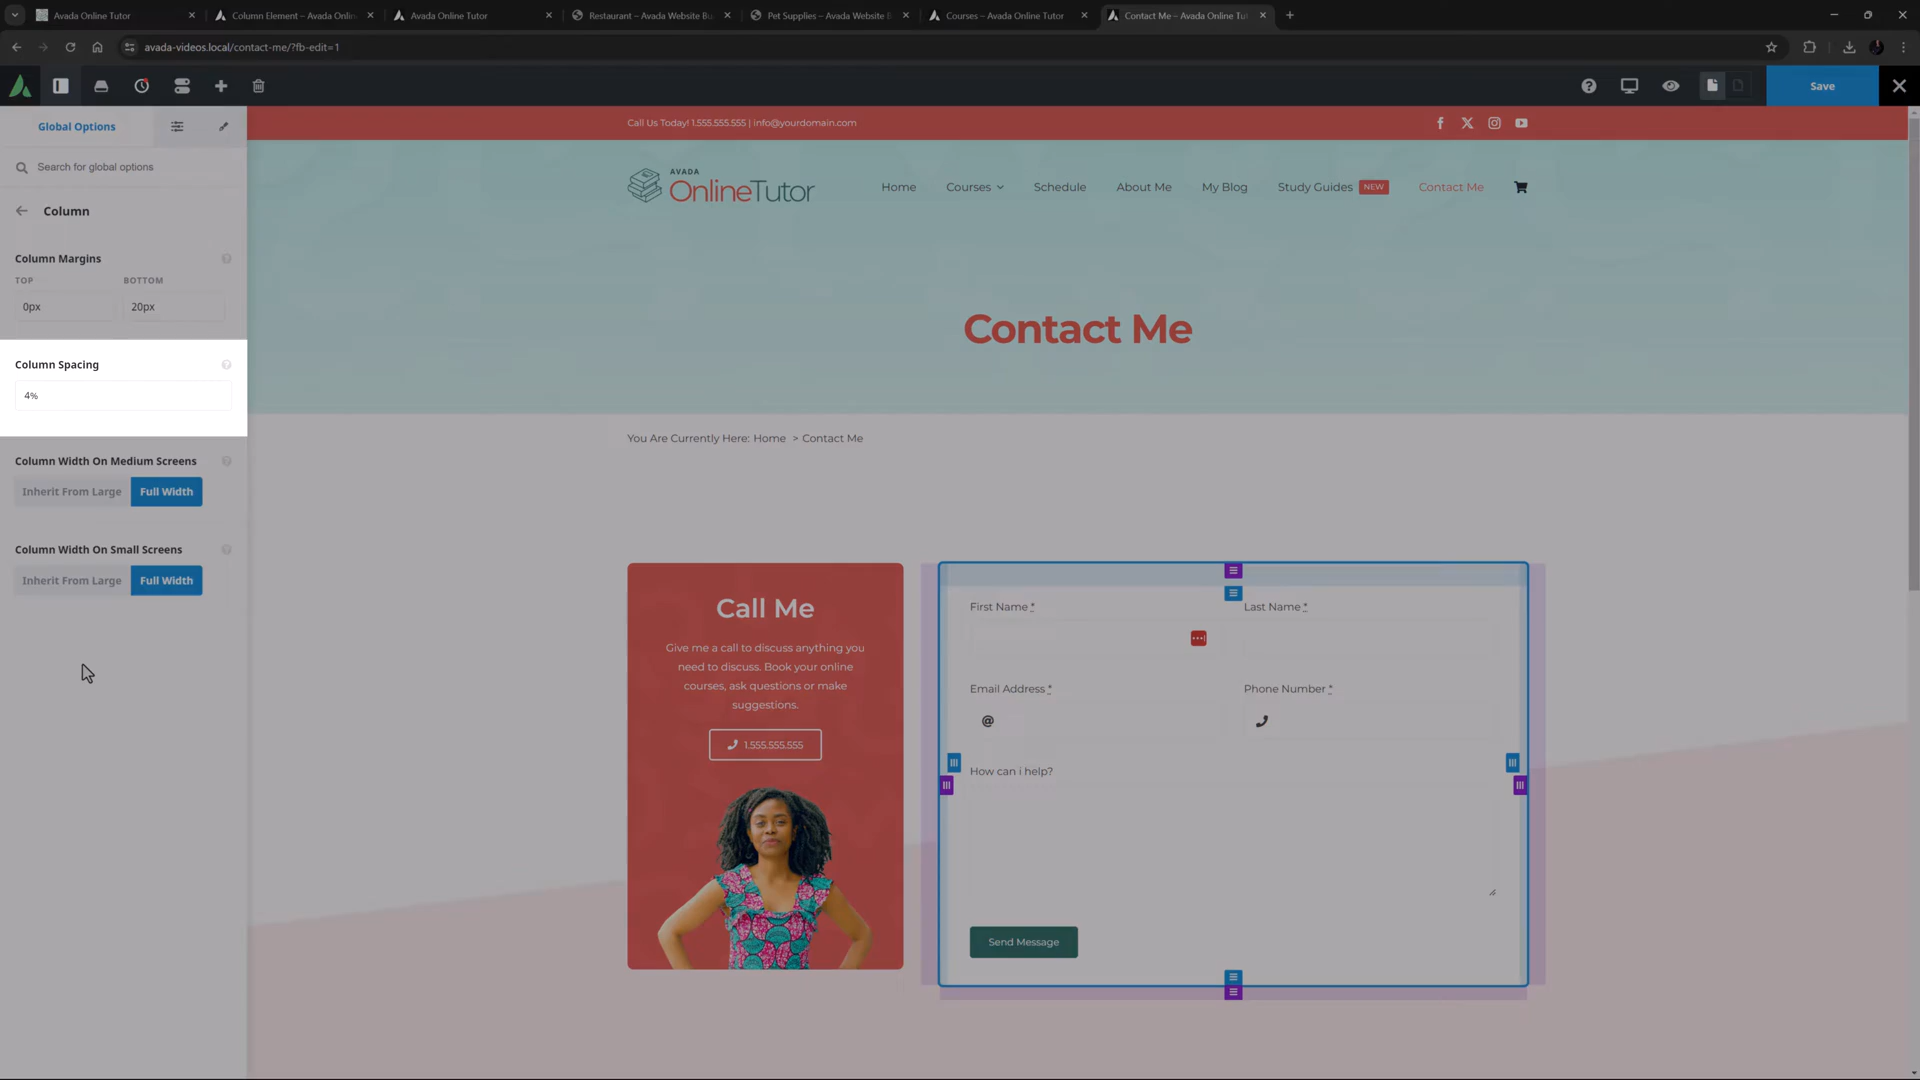 Avada Online Tutor
Column Element – Avada Onlin
Avada Online Tutor
Restaurant – Avada Website Bu
Pet Supplies – Avada Website B
Courses – Avada Online Tutor
Contact Me – Avada Online Tu
avada-videos.local/contact-me/?fb-edit=1
Save
Global Options
Search for global options
Column
Column Margins
TOP
BOTTOM
0px
20px
Column Spacing
4%
Column Width On Medium Screens
Inherit From Large
Full Width
Column Width On Small Screens
Inherit From Large
Full Width
Call Us Today! 1.555.555.555 | info@yourdomain.com
AVADA
OnlineTutor
Home
Courses
Schedule
About Me
My Blog
Study Guides
NEW
Contact Me
Contact Me
You Are Currently Here: Home > Contact Me
Call Me
Give me a call to discuss anything you
need to discuss. Book your online
courses, ask questions or make
suggestions.
1.555.555.555
First Name *
Last Name *
Email Address *
Phone Number *
@
How can i help?
Send Message